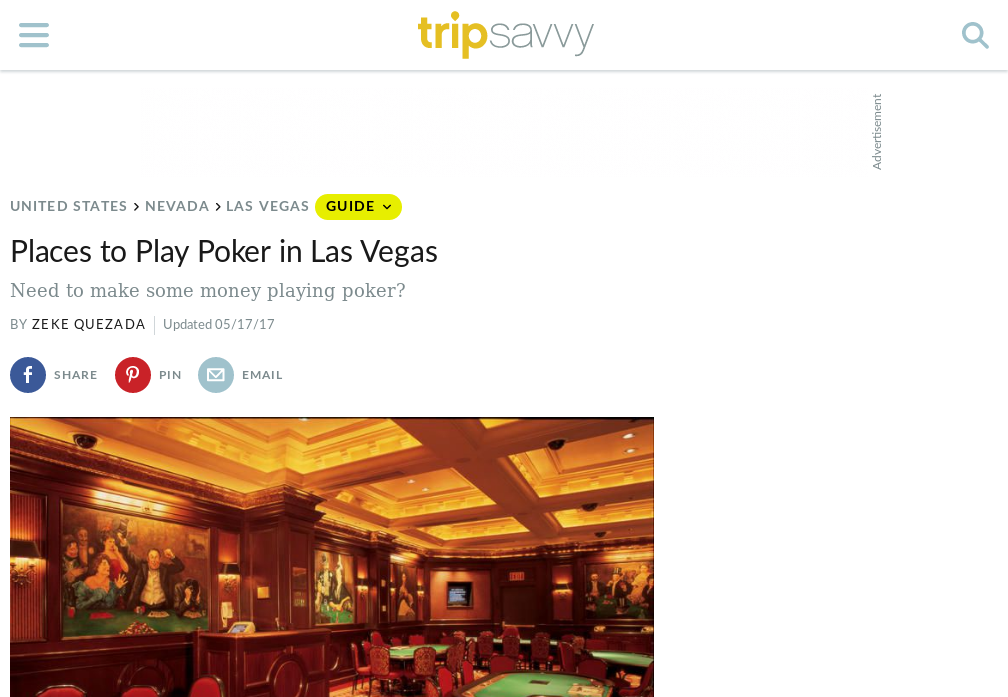 tripsavvy
Advertisement
UNITED STATES > NEVADA > LAS VEGAS GUIDE
Places to Play Poker in Las Vegas
Need to make some money playing poker?
BY ZEKE QUEZADA Updated 05/17/17
SHARE PIN EMAIL